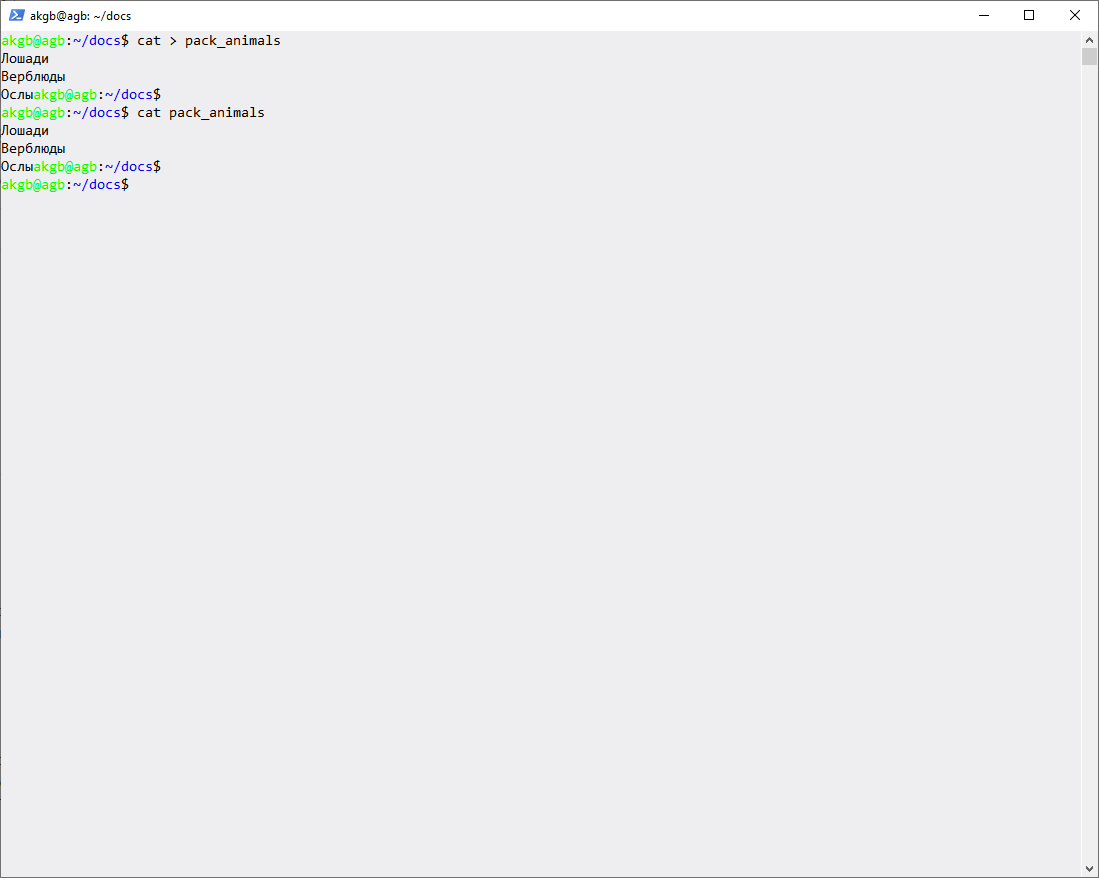 akgb@agb: ~/docs
akgb@agb:~/docs$ cat > pack_animals
Лошади
Верблюды
Ослыakgb@agb:~/docs$
akgb@agb:~/docs$ cat pack_animals
Лошади
Верблюды
Ослыakgb@agb:~/docs$
akgb@agb:~/docs$